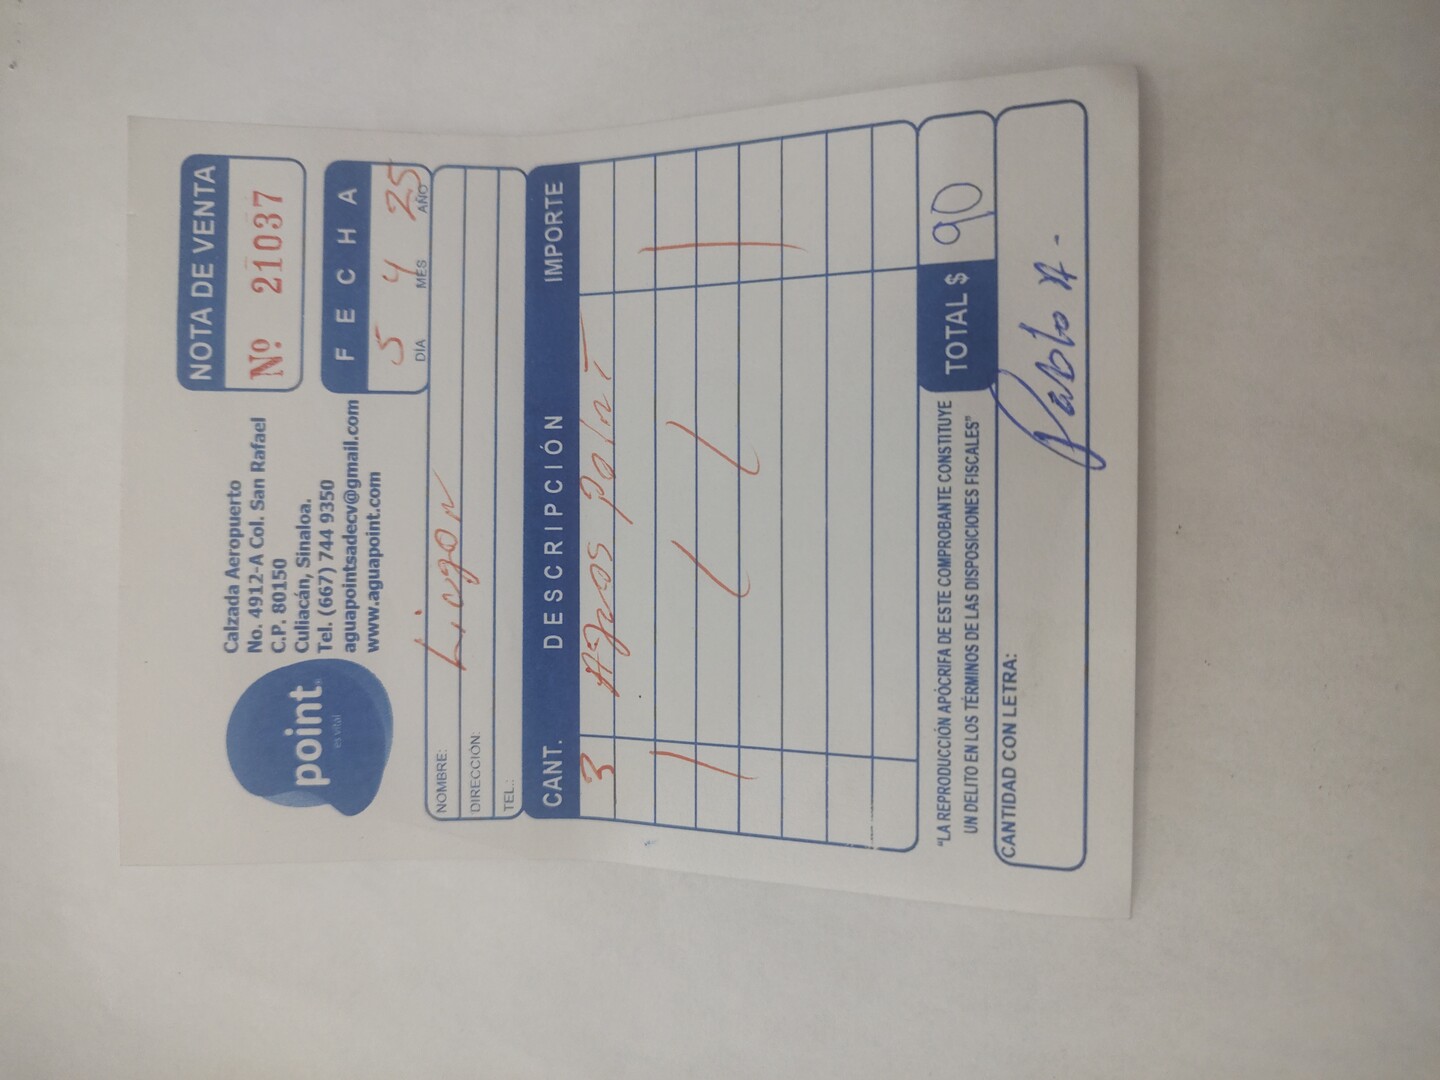 point
es vital
Calzada Aeropuerto
No. 4912-A Col. San Rafael
C.P. 80150
Culiacán, Sinaloa.
Tel. (667) 744 9350
aguapointsadecv@gmail.com
www.aguapoint.com
NOTA DE VENTA
Nº 21037
FECHA
5 4 25
DÍA MES AÑO
NOMBRE:
DIRECCIÓN:
TEL.:
CANT. DESCRIPCIÓN IMPORTE
3 Aguas Point
"LA REPRODUCCIÓN APÓCRIFA DE ESTE COMPROBANTE CONSTITUYE
UN DELITO EN LOS TÉRMINOS DE LAS DISPOSICIONES FISCALES"
TOTAL $ 90
CANTIDAD CON LETRA:
Pablo A.